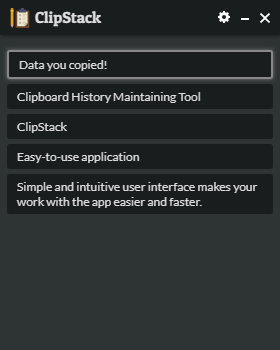 ClipStack
Data you copied!
Clipboard History Maintaining Tool
ClipStack
Easy-to-use application
Simple and intuitive user interface makes your
work with the app easier and faster.